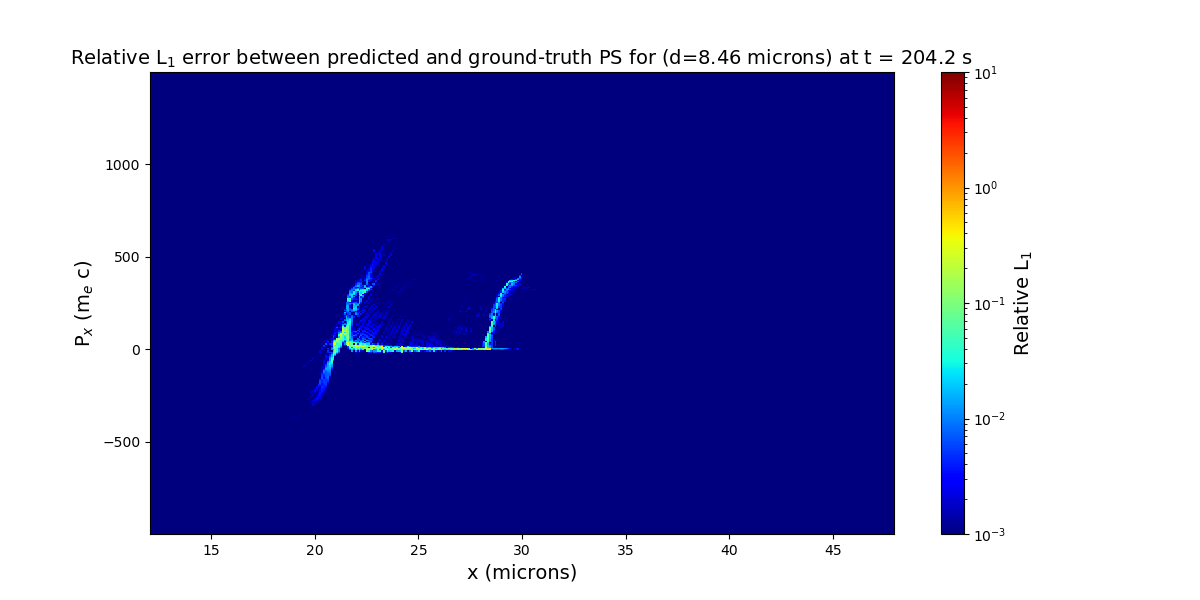 Relative L₁ error between predicted and ground-truth PS for (d=8.46 microns) at t = 204.2 s
1000
500
0
−500
Pₓ (mₑ c)
15 20 25 30 35 40 45
x (microns)
10¹
10⁰
10⁻¹
10⁻²
10⁻³
Relative L₁